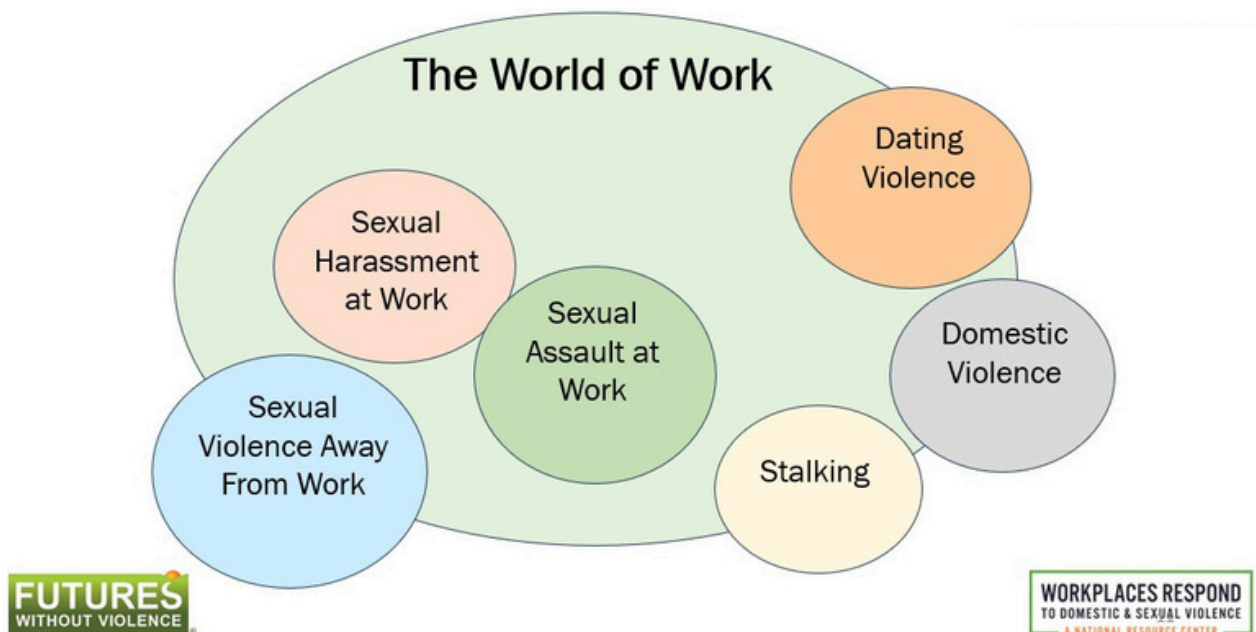 The World of Work
Dating
Violence
Sexual
Harassment
at Work
Sexual
Assault at
Work
Domestic
Violence
Sexual
Violence Away
From Work
Stalking
FUTURES
WITHOUT VIOLENCE
WORKPLACES RESPOND
TO DOMESTIC & SEXUAL VIOLENCE
A NATIONAL RESOURCE CENTER